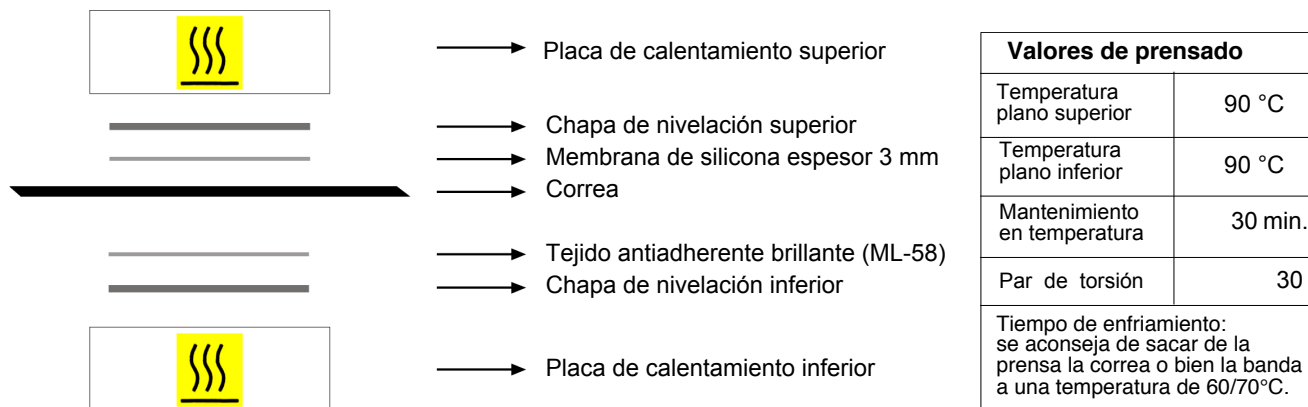 Placa de calentamiento superior
Chapa de nivelación superior
Membrana de silicona espesor 3 mm
Correa
Tejido antiadherente brillante (ML-58)
Chapa de nivelación inferior
Placa de calentamiento inferior
Valores de prensado
Temperatura
plano superior
90 °C
Temperatura
plano inferior
90 °C
Mantenimiento
en temperatura
30 min.
Par de torsión
30
Tiempo de enfriamiento:
se aconseja de sacar de la
prensa la correa o bien la banda
a una temperatura de 60/70°C.